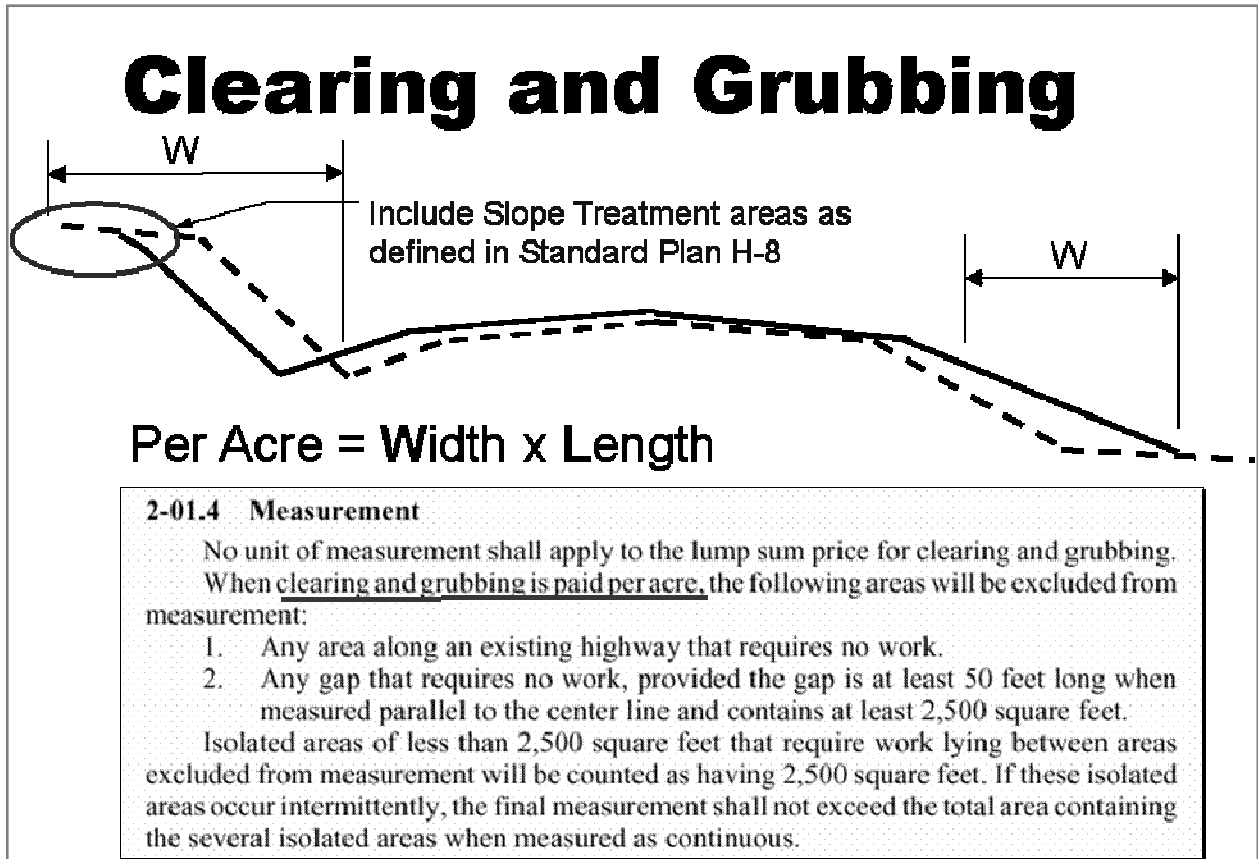 Clearing and Grubbing
W
Include Slope Treatment areas as
defined in Standard Plan H-8
W
Per Acre = Width x Length
2-01.4 Measurement
No unit of measurement shall apply to the lump sum price for clearing and grubbing.
When clearing and grubbing is paid per acre, the following areas will be excluded from
measurement:
1. Any area along an existing highway that requires no work.
2. Any gap that requires no work, provided the gap is at least 50 feet long when
measured parallel to the center line and contains at least 2,500 square feet.
Isolated areas of less than 2,500 square feet that require work lying between areas
excluded from measurement will be counted as having 2,500 square feet. If these isolated
areas occur intermittently, the final measurement shall not exceed the total area containing
the several isolated areas when measured as continuous.